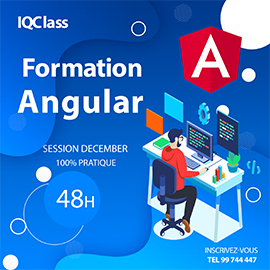 IQClass
Formation
Angular
A
SESSION DECEMBER
100% PRATIQUE
48H
INSCRIVEZ-VOUS
TEL 99 744 447